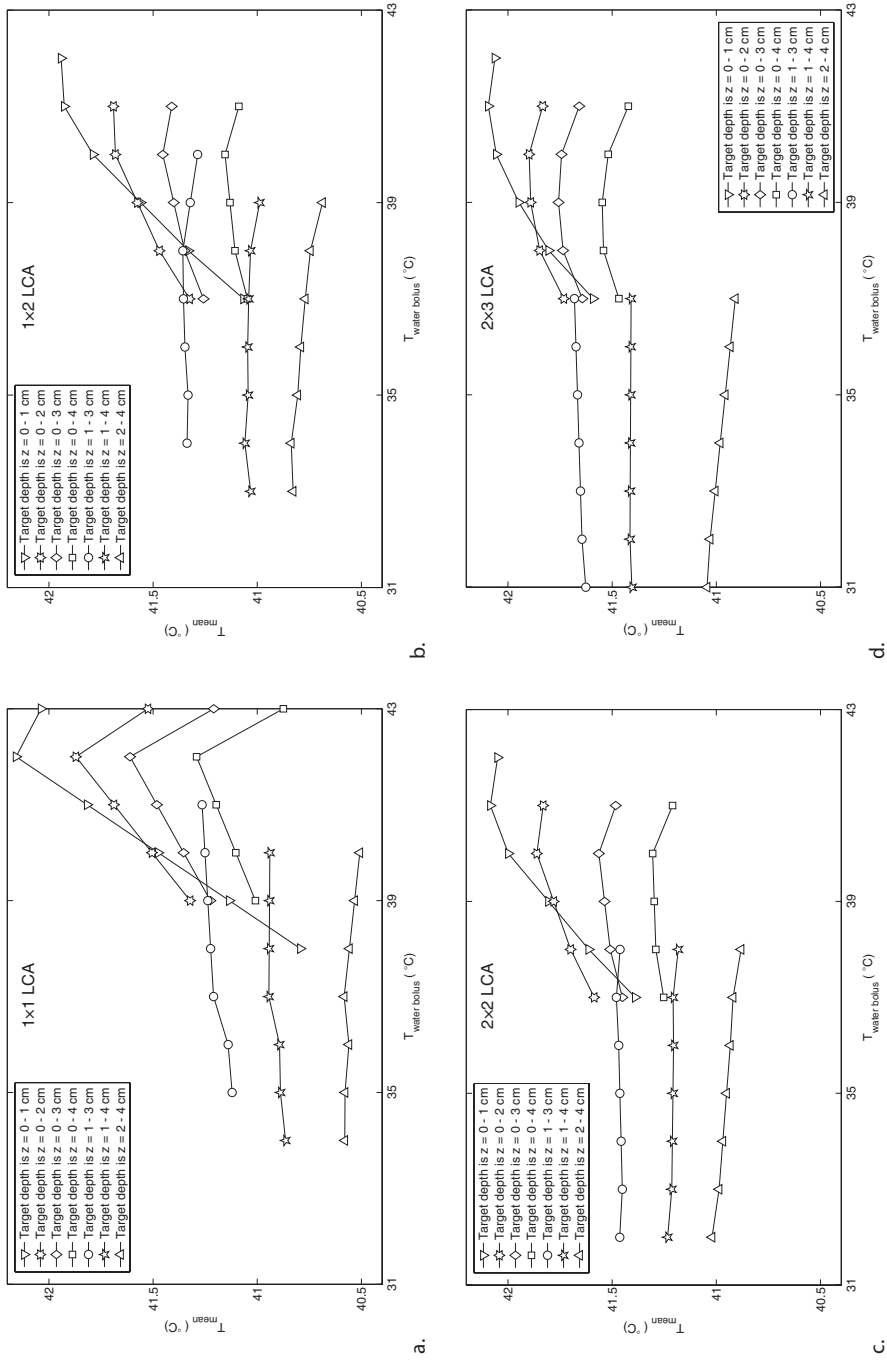 a.
1×1 LCA
Target depth is z = 0 - 1 cm
Target depth is z = 0 - 2 cm
Target depth is z = 0 - 3 cm
Target depth is z = 0 - 4 cm
Target depth is z = 1 - 3 cm
Target depth is z = 1 - 4 cm
Target depth is z = 2 - 4 cm
42
41.5
41
40.5
Tmean (°C)
31
35
39
43
Twater bolus (°C)
b.
1×2 LCA
Target depth is z = 0 - 1 cm
Target depth is z = 0 - 2 cm
Target depth is z = 0 - 3 cm
Target depth is z = 0 - 4 cm
Target depth is z = 1 - 3 cm
Target depth is z = 1 - 4 cm
Target depth is z = 2 - 4 cm
42
41.5
41
40.5
Tmean (°C)
31
35
39
43
Twater bolus (°C)
c.
2×2 LCA
Target depth is z = 0 - 1 cm
Target depth is z = 0 - 2 cm
Target depth is z = 0 - 3 cm
Target depth is z = 0 - 4 cm
Target depth is z = 1 - 3 cm
Target depth is z = 1 - 4 cm
Target depth is z = 2 - 4 cm
42
41.5
41
40.5
Tmean (°C)
31
35
39
43
Twater bolus (°C)
d.
2×3 LCA
Target depth is z = 0 - 1 cm
Target depth is z = 0 - 2 cm
Target depth is z = 0 - 3 cm
Target depth is z = 0 - 4 cm
Target depth is z = 1 - 3 cm
Target depth is z = 1 - 4 cm
Target depth is z = 2 - 4 cm
42
41.5
41
40.5
Tmean (°C)
31
35
39
43
Twater bolus (°C)